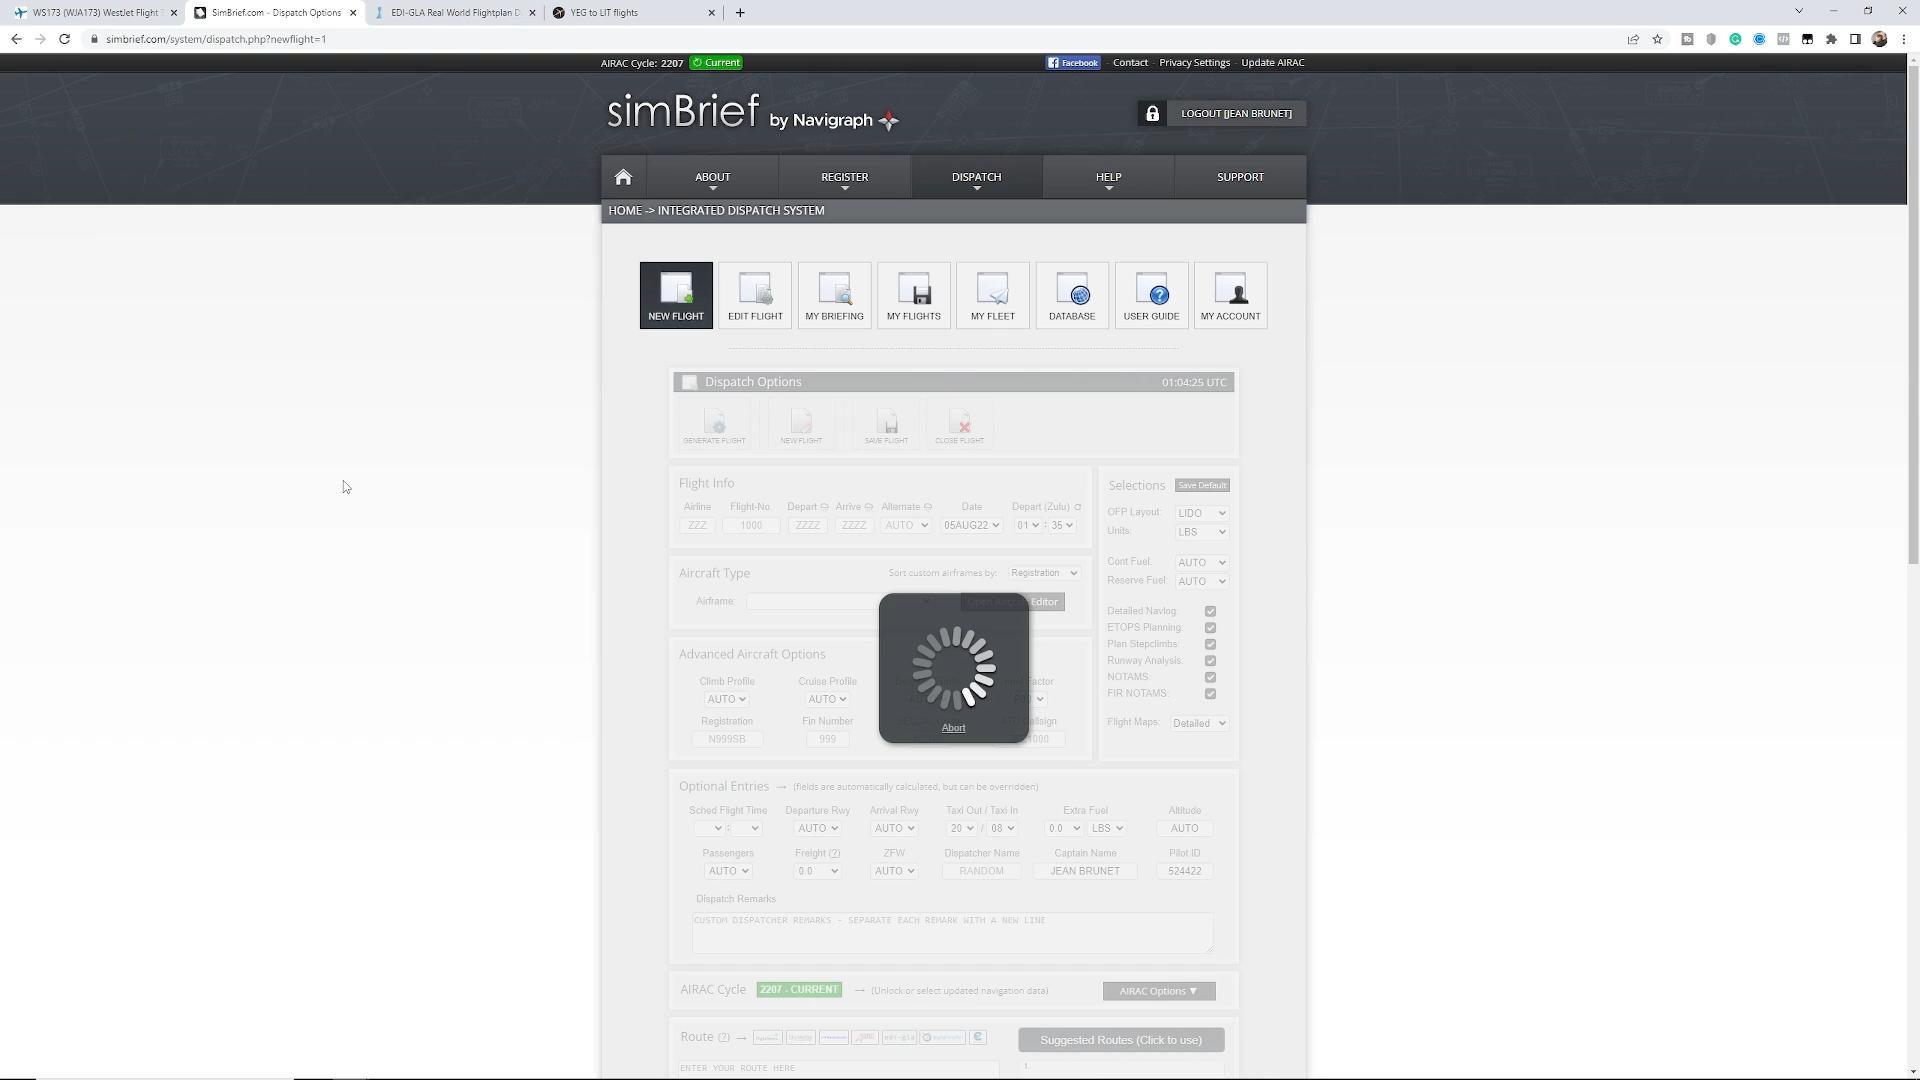 WS173 (WJA173) WestJet Flight
SimBrief.com - Dispatch Options
EDI-GLA Real World Flightplan D
YEG to LIT flights
simbrief.com/system/dispatch.php?newflight=1
AIRAC Cycle: 2207 Current
Facebook - Contact - Privacy Settings - Update AIRAC
simBrief by Navigraph
LOGOUT [JEAN BRUNET]
ABOUT REGISTER DISPATCH HELP SUPPORT
HOME -> INTEGRATED DISPATCH SYSTEM
NEW FLIGHT EDIT FLIGHT MY BRIEFING MY FLIGHTS MY FLEET DATABASE USER GUIDE MY ACCOUNT
Dispatch Options 01:04:25 UTC
GENERATE FLIGHT NEW FLIGHT SAVE FLIGHT CLOSE FLIGHT
Flight Info
Airline Flight-No. Depart Arrive Alternate Date Depart (Zulu)
ZZZ 1000 ZZZZ ZZZZ AUTO 05AUG22 01 : 35
Selections Save Default
OFP Layout: LIDO
Units: LBS
Cont Fuel: AUTO
Reserve Fuel: AUTO
Detailed Navlog:
ETOPS Planning:
Plan Stepclimbs:
Runway Analysis:
NOTAMS:
FIR NOTAMS:
Flight Maps: Detailed
Aircraft Type Sort custom airframes by: Registration
Airframe: Editor
Advanced Aircraft Options
Climb Profile Cruise Profile Factor
AUTO AUTO
Registration Fin Number Callsign
N999SB 999 1000
Abort
Optional Entries → (fields are automatically calculated, but can be overridden)
Sched Flight Time Departure Rwy Arrival Rwy Taxi Out / Taxi In Extra Fuel Altitude
: AUTO AUTO 20 / 08 0.0 LBS AUTO
Passengers Freight (?) ZFW Dispatcher Name Captain Name Pilot ID
AUTO 0.0 AUTO RANDOM JEAN BRUNET 524422
Dispatch Remarks
CUSTOM DISPATCHER REMARKS - SEPARATE EACH REMARK WITH A NEW LINE
AIRAC Cycle 2207 - CURRENT → (Unlock or select updated navigation data) AIRAC Options ▼
Route (?) → edi-gla Suggested Routes (Click to use)
ENTER YOUR ROUTE HERE 1.